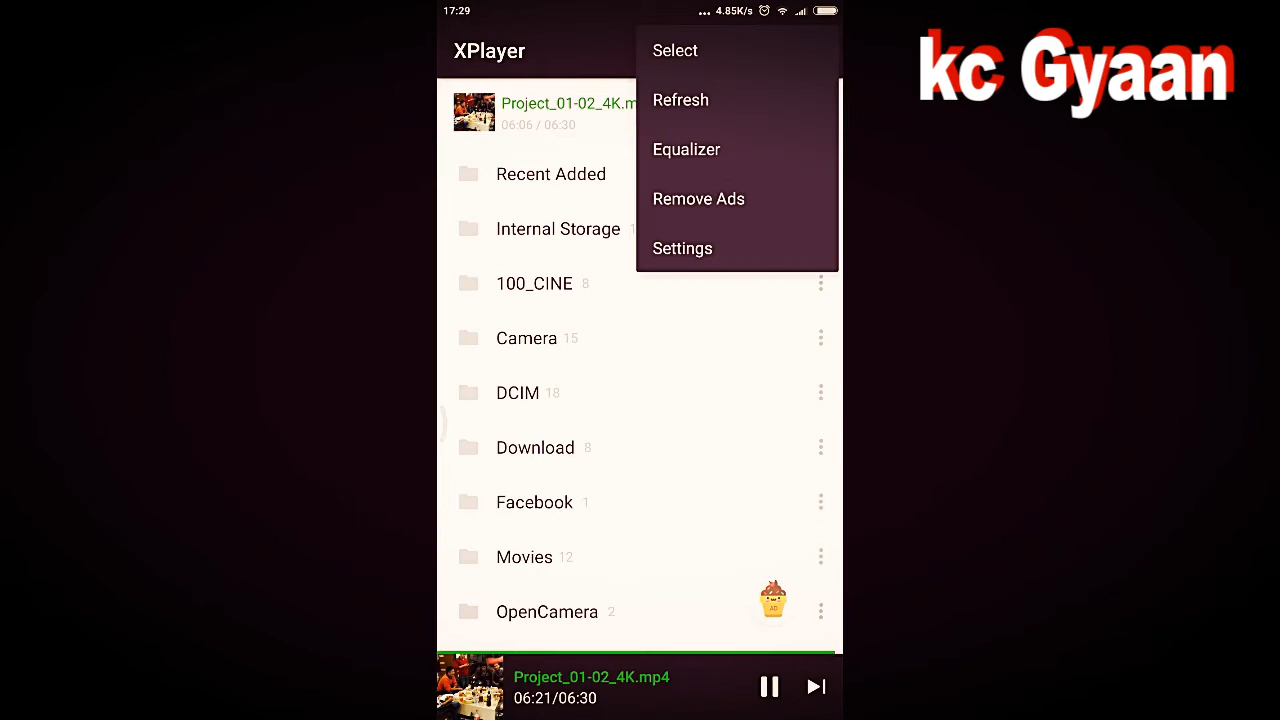 17:29
... 4.85K/s
kc Gyaan
XPlayer
Select
Refresh
Equalizer
Remove Ads
Settings
Project_01-02_4K.m
06:06 / 06:30
Recent Added
Internal Storage
100_CINE 8
Camera 15
DCIM 18
Download 8
Facebook 1
Movies 12
OpenCamera 2
AD
Project_01-02_4K.mp4
06:21/06:30